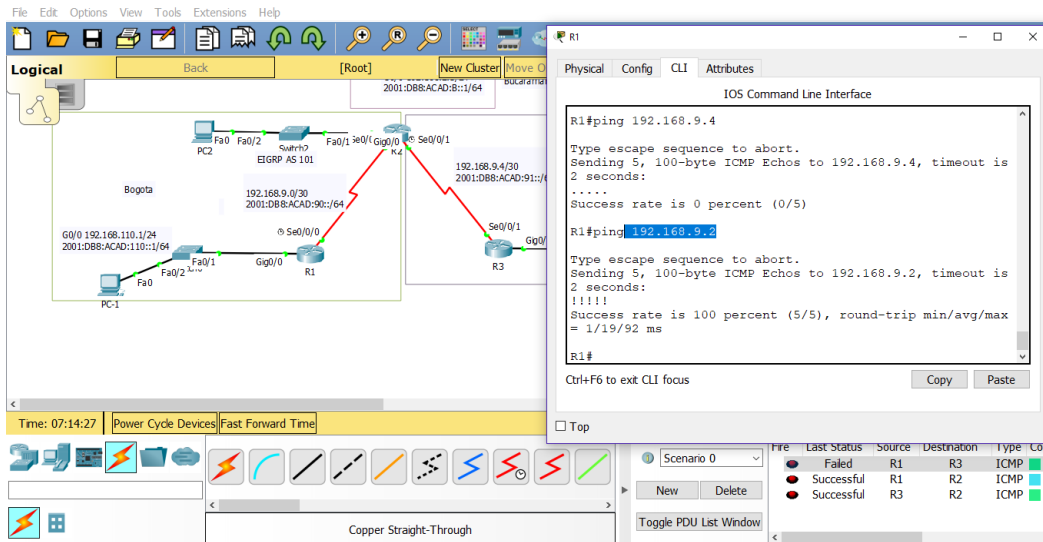 File Edit Options View Tools Extensions Help
Logical
Back
[Root]
New Cluster
Move O
2001:DB8:ACAD:B::1/64
Fa0
Fa0/2
Fa0/1
Se0/0/
Gig0/0
Se0/0/1
PC2
Switch2
R2
EIGRP AS 101
192.168.9.4/30
2001:DB8:ACAD:91::/6
Bogota
192.168.9.0/30
2001:DB8:ACAD:90::/64
G0/0 192.168.110.1/24
2001:DB8:ACAD:110::1/64
Se0/0/0
Se0/0/1
Fa0/1
Gig0/0
Gig0/
Fa0/2
R1
R3
Fa0
PC-1
Time: 07:14:27
Power Cycle Devices
Fast Forward Time
Copper Straight-Through
R1
Physical Config CLI Attributes
IOS Command Line Interface
R1#ping 192.168.9.4
Type escape sequence to abort.
Sending 5, 100-byte ICMP Echos to 192.168.9.4, timeout is
2 seconds:
.....
Success rate is 0 percent (0/5)
R1#ping 192.168.9.2
Type escape sequence to abort.
Sending 5, 100-byte ICMP Echos to 192.168.9.2, timeout is
2 seconds:
!!!!!
Success rate is 100 percent (5/5), round-trip min/avg/max
= 1/19/92 ms
R1#
Ctrl+F6 to exit CLI focus
Copy
Paste
Top
Scenario 0
New
Delete
Toggle PDU List Window
Fire Last Status Source Destination Type Co
Failed R1 R3 ICMP
Successful R1 R2 ICMP
Successful R3 R2 ICMP